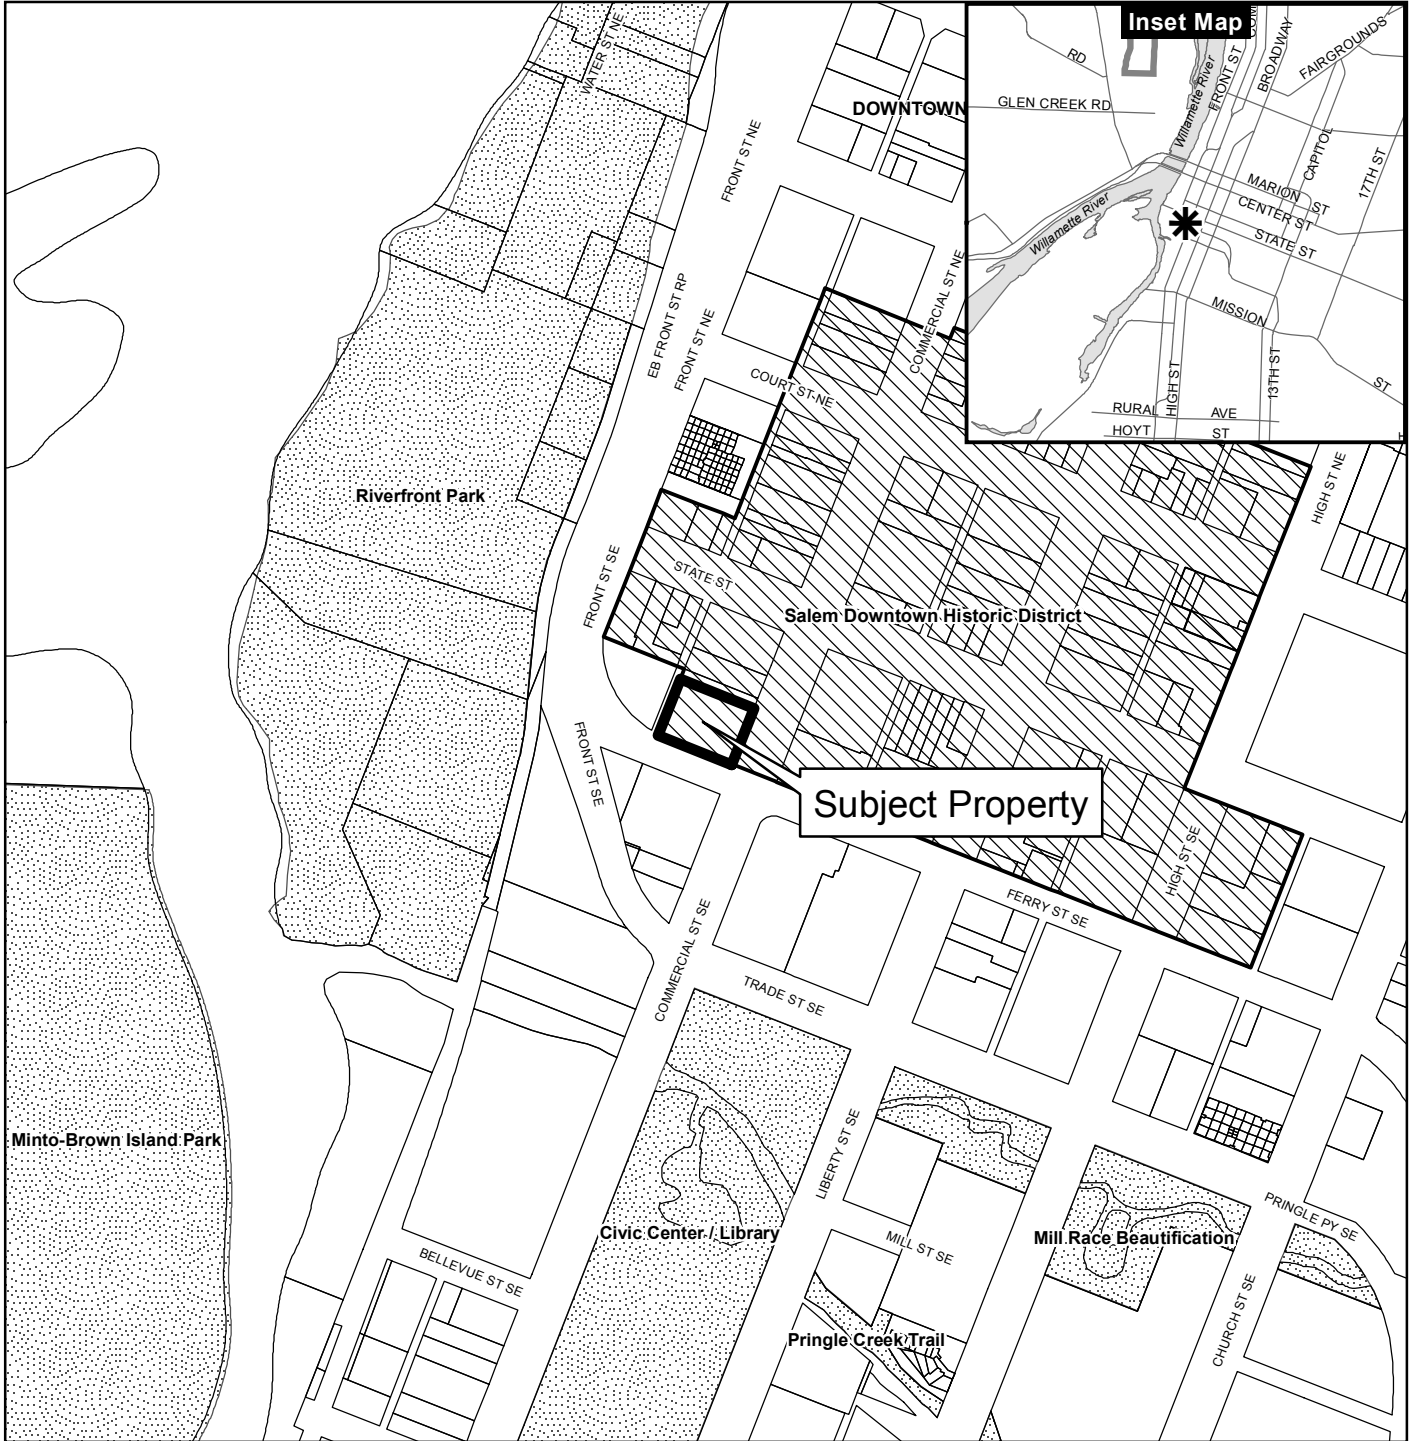 Inset Map
WATER ST NE
RD
FRONT ST
COM
BROADWAY
FAIRGROUNDS
Willamette River
GLEN CREEK RD
DOWNTOWN
FRONT ST NE
CAPITOL
17TH ST
MARION ST
CENTER ST
STATE ST
Willamette River
MISSION
ST
HIGH ST
13TH ST
RURAL AVE
HOYT ST
COMMERCIAL ST NE
EB FRONT ST RP
FRONT ST NE
COURT ST NE
HIGH ST NE
Riverfront Park
FRONT ST SE
STATE ST
Salem Downtown Historic District
FRONT ST SE
Subject Property
HIGH ST SE
FERRY ST SE
COMMERCIAL ST SE
TRADE ST SE
Minto-Brown Island Park
LIBERTY ST SE
PRINGLE PY SE
Civic Center / Library
MILL ST SE
Mill Race Beautification
BELLEVUE ST SE
CHURCH ST SE
Pringle Creek Trail